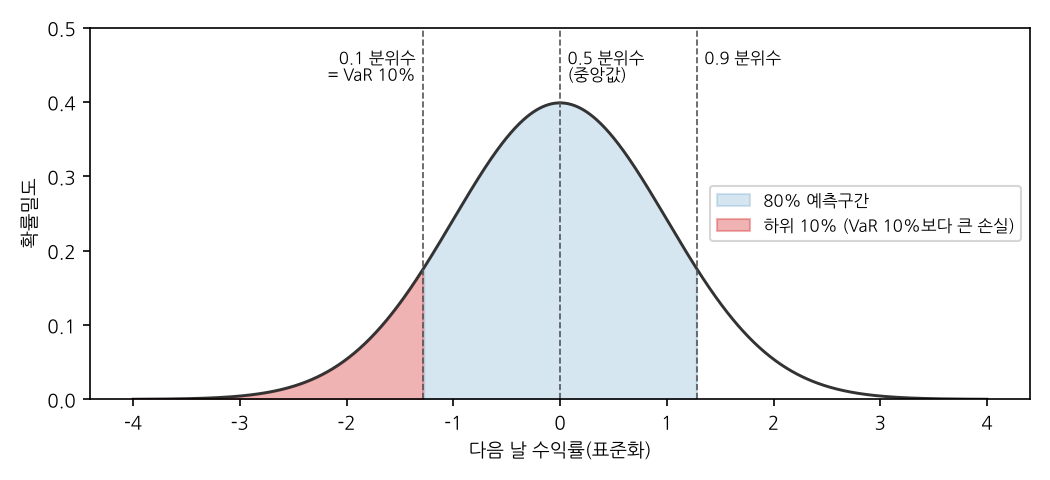 0.5
0.4
0.3
0.2
0.1
0.0
확률밀도
0.1 분위수
= VaR 10%
0.5 분위수
(중앙값)
0.9 분위수
80% 예측구간
하위 10% (VaR 10%보다 큰 손실)
-4 -3 -2 -1 0 1 2 3 4
다음 날 수익률(표준화)